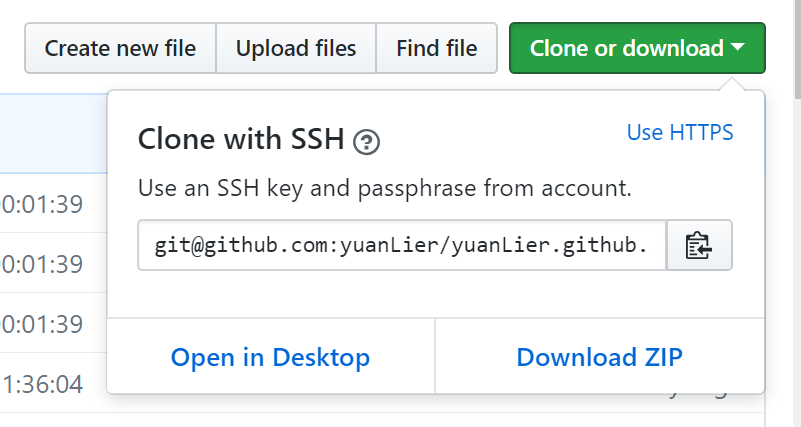 Create new file Upload files Find file Clone or download
Clone with SSH ?
Use HTTPS
Use an SSH key and passphrase from account.
0:01:39
git@github.com:yuanLier/yuanLier.github.
0:01:39
0:01:39
Open in Desktop Download ZIP
1:36:04